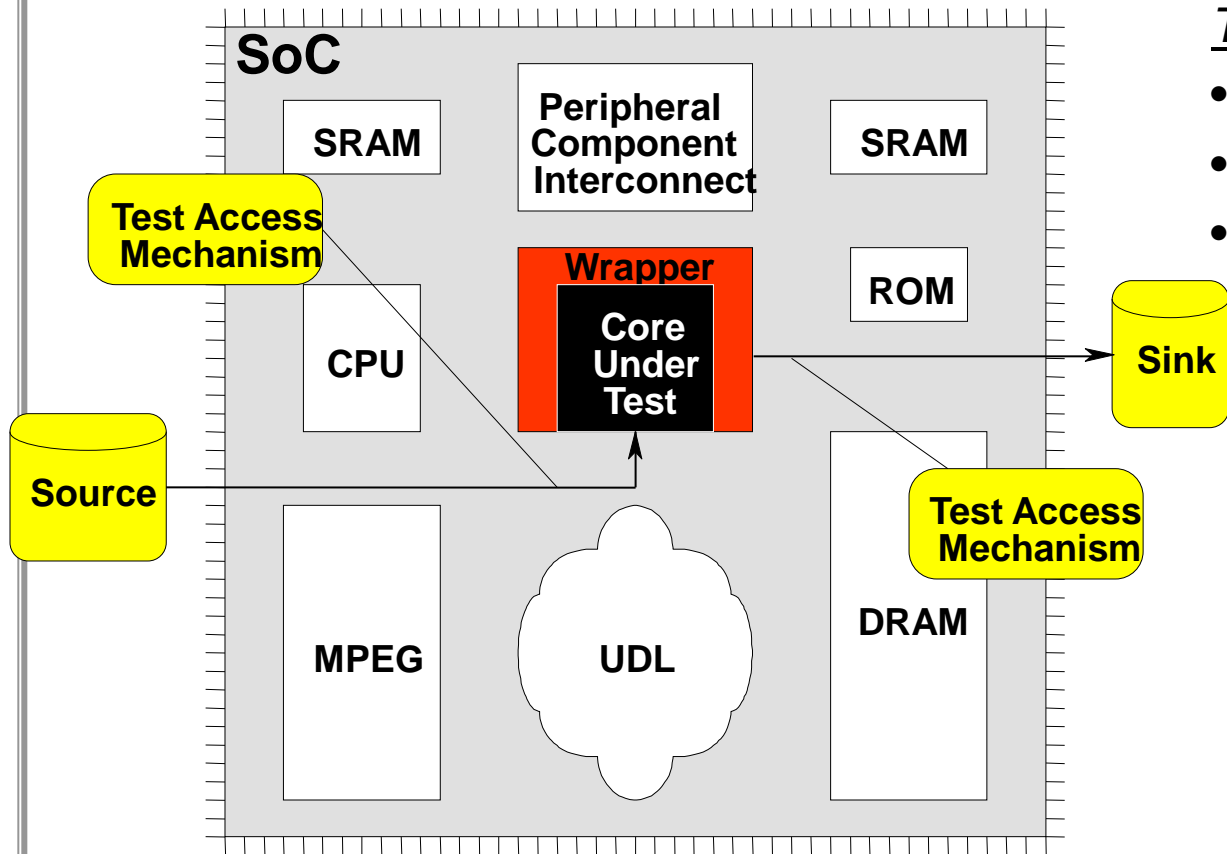 SoC
SRAM
Peripheral
Component
Interconnect
SRAM
Test Access
Mechanism
Wrapper
ROM
Core
Under
Test
CPU
Sink
Source
Test Access
Mechanism
DRAM
MPEG
UDL